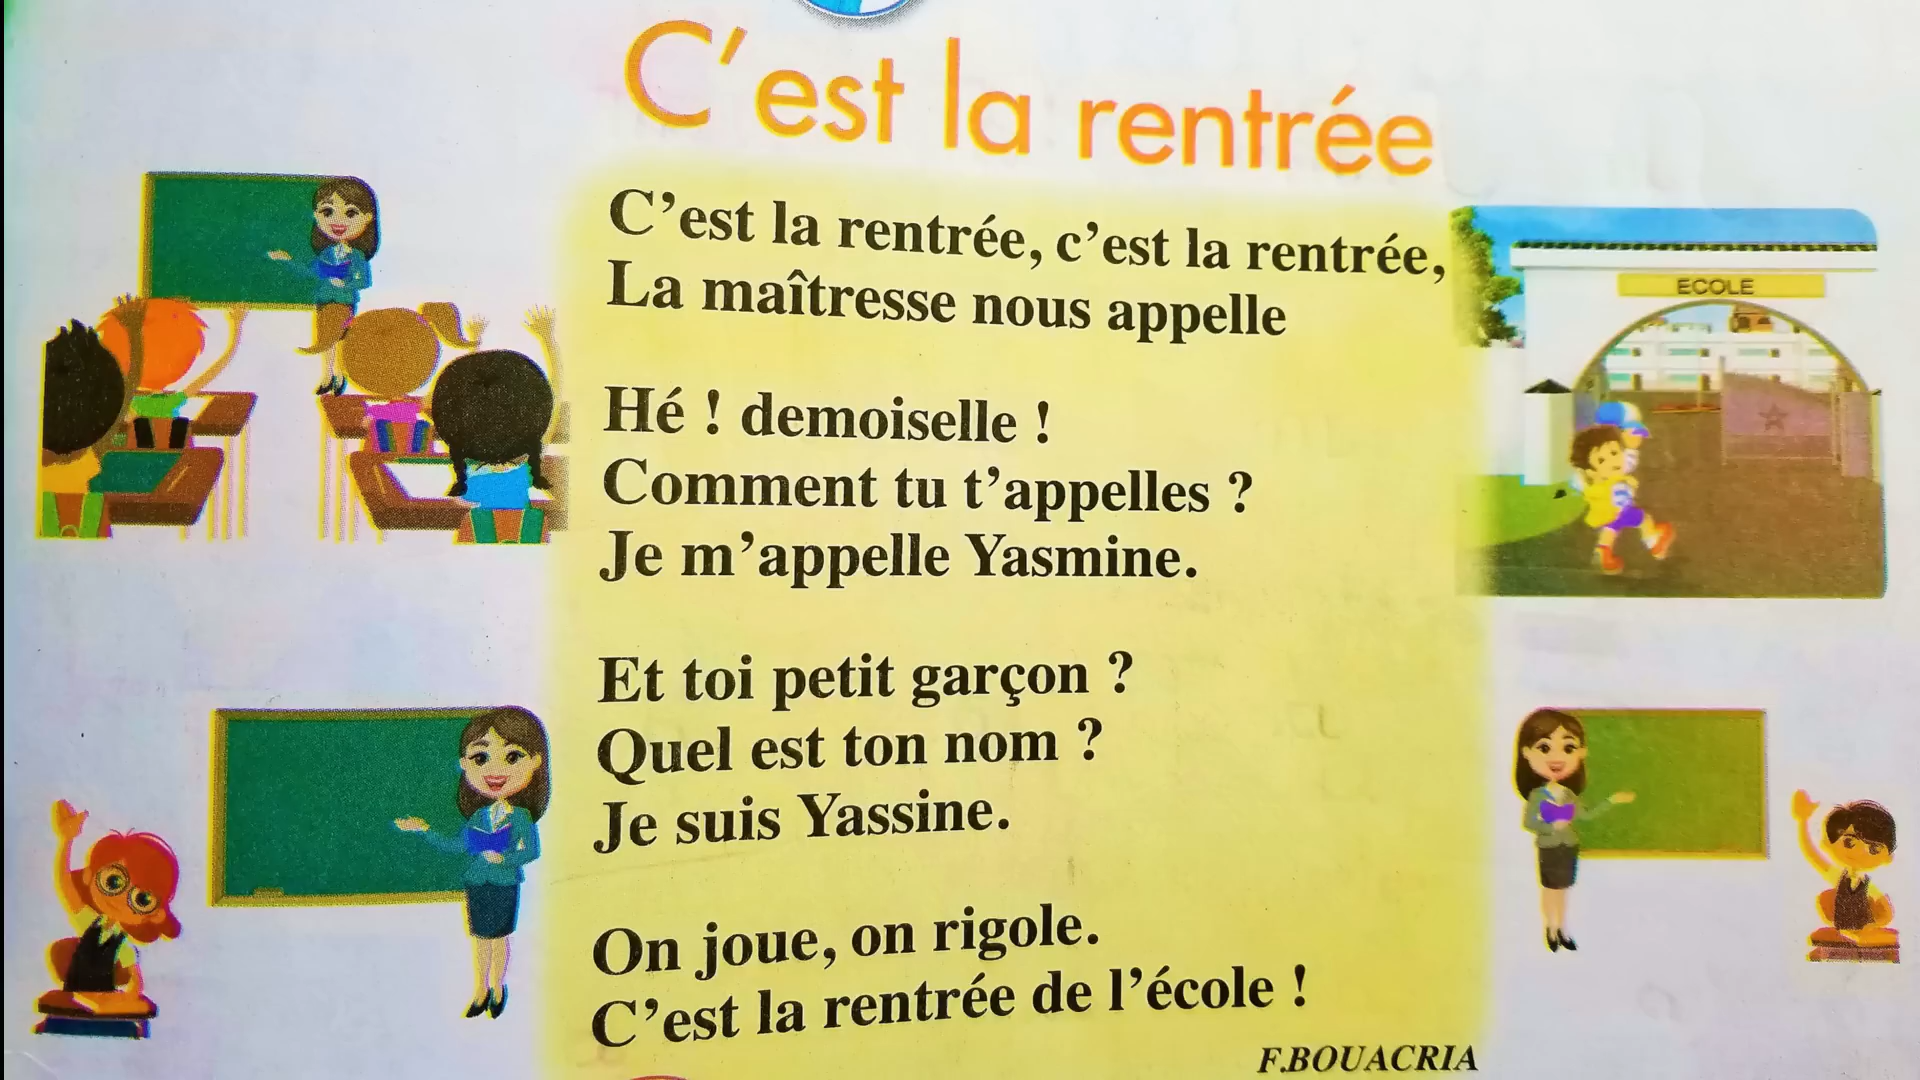 C'est la rentrée
C'est la rentrée, c'est la rentrée,
La maîtresse nous appelle
Hé ! demoiselle !
Comment tu t'appelles ?
Je m'appelle Yasmine.
Et toi petit garçon ?
Quel est ton nom ?
Je suis Yassine.
On joue, on rigole.
C'est la rentrée de l'école !
F.BOUACRIA
ECOLE